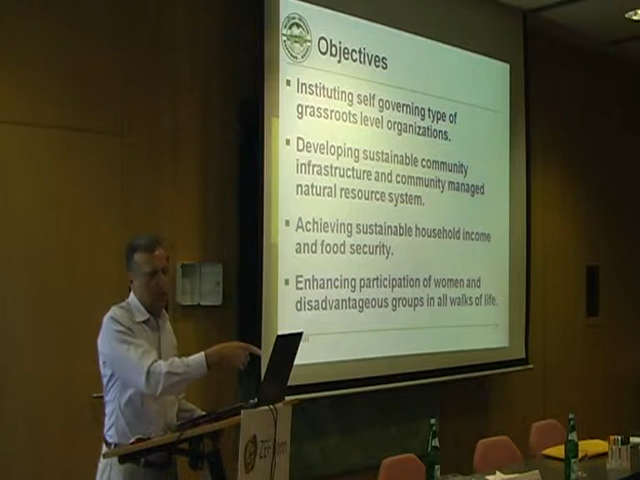 Objectives
Instituting self governing type of
grassroots level organizations.
Developing sustainable community
infrastructure and community managed
natural resource system.
Achieving sustainable household income
and food security.
Enhancing participation of women and
disadvantageous groups in all walks of life.